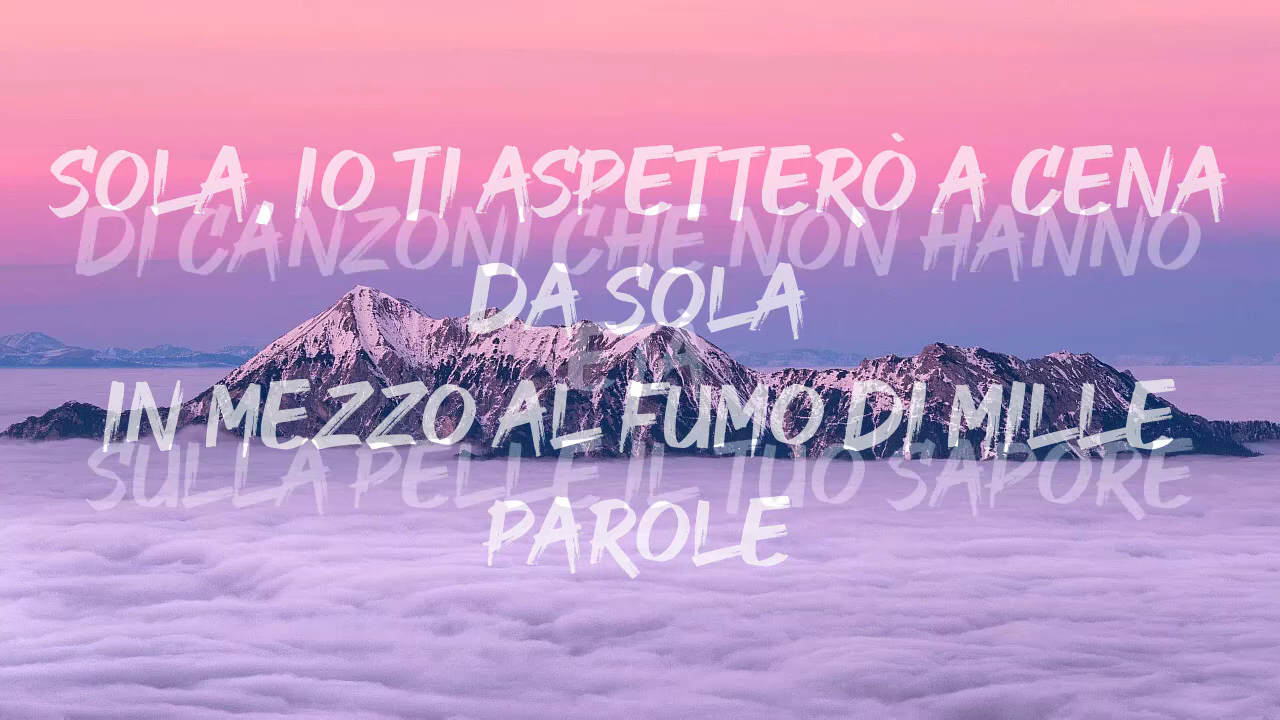 SOLA, IO TI ASPETTERÒ A CENA
DI CANZONI CHE NON HANNO
DA SOLA
ETÀ
IN MEZZO AL FUMO DI MILLE
SULLA PELLE IL TUO SAPORE
PAROLE